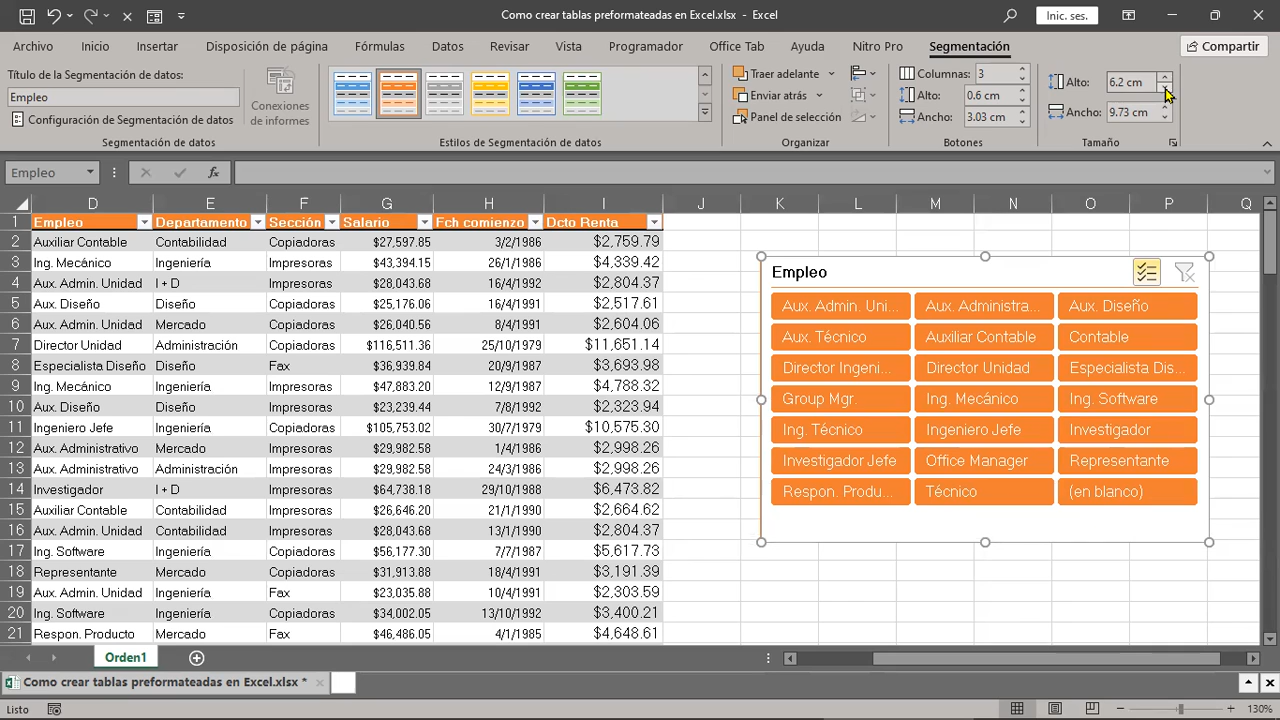 Como crear tablas preformateadas en Excel.xlsx - Excel
Inic. ses.
Archivo Inicio Insertar Disposición de página Fórmulas Datos Revisar Vista Programador Office Tab Ayuda Nitro Pro Segmentación Compartir
Título de la Segmentación de datos:
Empleo
Configuración de Segmentación de datos
Conexiones de informes
Segmentación de datos
Estilos de Segmentación de datos
Traer adelante
Enviar atrás
Panel de selección
Organizar
Columnas: 3
Alto: 0.6 cm
Ancho: 3.03 cm
Botones
Alto: 6.2 cm
Ancho: 9.73 cm
Tamaño
Empleo fx
D E F G H I J K L M N O P Q
1 Empleo Departamento Sección Salario Fch comienzo Dcto Renta
2 Auxiliar Contable Contabilidad Copiadoras $27,597.85 3/2/1986 $2,759.79
3 Ing. Mecánico Ingeniería Impresoras $43,394.15 26/1/1986 $4,339.42
4 Aux. Admin. Unidad I + D Impresoras $28,043.68 16/4/1992 $2,804.37
5 Aux. Diseño Diseño Copiadoras $25,176.06 16/4/1991 $2,517.61
6 Aux. Admin. Unidad Mercado Copiadoras $26,040.56 8/4/1991 $2,604.06
7 Director Unidad Administración Copiadoras $116,511.36 25/10/1979 $11,651.14
8 Especialista Diseño Diseño Fax $36,939.84 20/9/1987 $3,693.98
9 Ing. Mecánico Ingeniería Impresoras $47,883.20 12/9/1987 $4,788.32
10 Aux. Diseño Diseño Impresoras $23,239.44 7/8/1992 $2,323.94
11 Ingeniero Jefe Ingeniería Impresoras $105,753.02 30/7/1979 $10,575.30
12 Aux. Administrativo Mercado Impresoras $29,982.58 1/4/1986 $2,998.26
13 Aux. Administrativo Administración Impresoras $29,982.58 24/3/1986 $2,998.26
14 Investigador I + D Impresoras $64,738.18 29/10/1988 $6,473.82
15 Auxiliar Contable Contabilidad Copiadoras $26,646.20 21/1/1990 $2,664.62
16 Aux. Admin. Unidad Contabilidad Impresoras $28,043.68 13/1/1990 $2,804.37
17 Ing. Software Ingeniería Copiadoras $56,177.30 7/7/1987 $5,617.73
18 Representante Mercado Copiadoras $31,913.88 18/4/1991 $3,191.39
19 Aux. Admin. Unidad Ingeniería Fax $23,035.88 10/4/1991 $2,303.59
20 Ing. Software Ingeniería Copiadoras $34,002.05 13/10/1992 $3,400.21
21 Respon. Producto Mercado Fax $46,486.05 4/1/1985 $4,648.61
Empleo
Aux. Admin. Uni... Aux. Administra... Aux. Diseño
Aux. Técnico Auxiliar Contable Contable
Director Ingeni... Director Unidad Especialista Dis...
Group Mgr. Ing. Mecánico Ing. Software
Ing. Técnico Ingeniero Jefe Investigador
Investigador Jefe Office Manager Representante
Respon. Produ... Técnico (en blanco)
Orden1
Como crear tablas preformateadas en Excel.xlsx *
Listo 130%